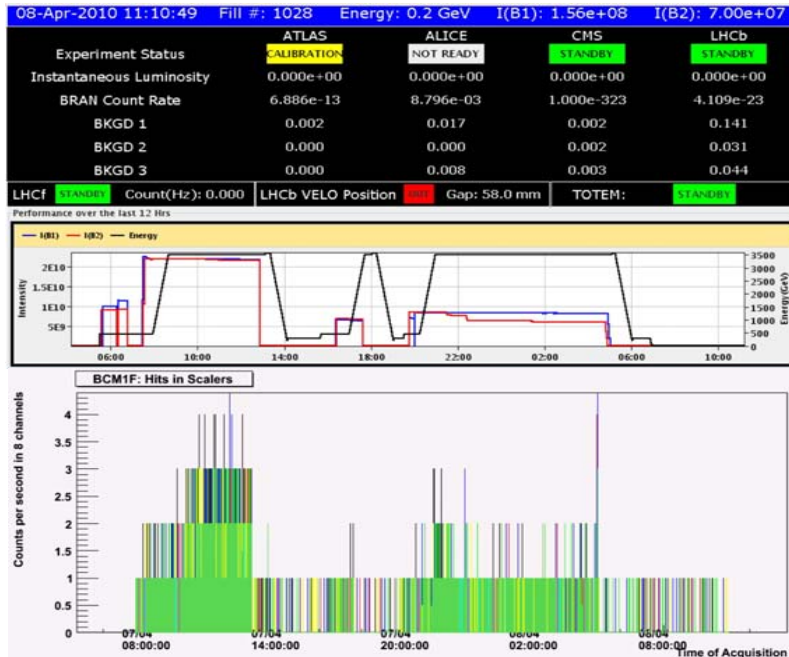 08-Apr-2010 11:10:49 Fill #: 1028 Energy: 0.2 GeV I(B1): 1.56e+08 I(B2): 7.00e+07
ATLAS ALICE CMS LHCb
Experiment Status CALIBRATION NOT READY STANDBY STANDBY
Instantaneous Luminosity 0.000e+00 0.000e+00 0.000e+00 0.000e+00
BRAN Count Rate 6.886e-13 8.796e-03 1.000e-323 4.109e-23
BKGD 1 0.002 0.017 0.002 0.141
BKGD 2 0.000 0.000 0.002 0.031
BKGD 3 0.000 0.008 0.003 0.044
LHCf STANDBY Count(Hz): 0.000 LHCb VELO Position OUT Gap: 58.0 mm TOTEM: STANDBY
Performance over the last 12 Hrs
I(B1) I(B2) Energy
Intensity
2E10
1.5E10
1E10
5E9
3500
3000
2500
2000
1500
1000
500
0
Energy(GeV)
06:00 10:00 14:00 18:00 22:00 02:00 06:00 10:00
BCM1F: Hits in Scalers
Counts per second in 8 channels
4
3.5
3
2.5
2
1.5
1
0.5
0
07/04 07/04 07/04 08/04 08/04
08:00:00 14:00:00 20:00:00 02:00:00 08:00:00
Time of Acquisition